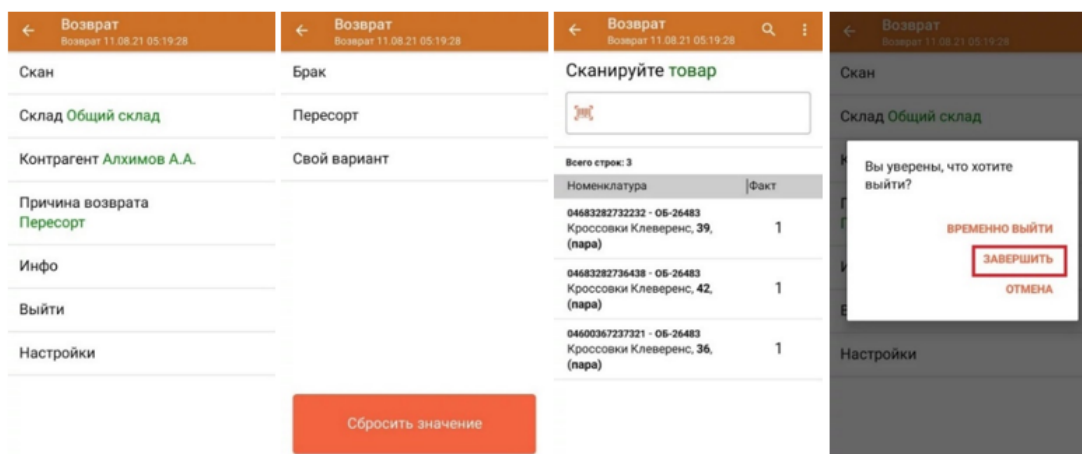 Возврат
Возврат 11.08.21 05:19:28
Скан
Склад Общий склад
Контрагент Алхимов А.А.
Причина возврата
Пересорт
Инфо
Выйти
Настройки
Возврат
Возврат 11.08.21 05:19:28
Брак
Пересорт
Свой вариант
Сбросить значение
Возврат
Возврат 11.08.21 05:19:28
Сканируйте товар
Всего строк: 3
Номенклатура Факт
04683282732232 - ОБ-26483
Кроссовки Клеверенс, 39, 1
(пара)
04683282736438 - ОБ-26483
Кроссовки Клеверенс, 42, 1
(пара)
04600367237321 - ОБ-26483
Кроссовки Клеверенс, 36, 1
(пара)
Возврат
Возврат 11.08.21 05:19:28
Скан
Склад Общий склад
Вы уверены, что хотите
выйти?
ВРЕМЕННО ВЫЙТИ
ЗАВЕРШИТЬ
ОТМЕНА
Настройки